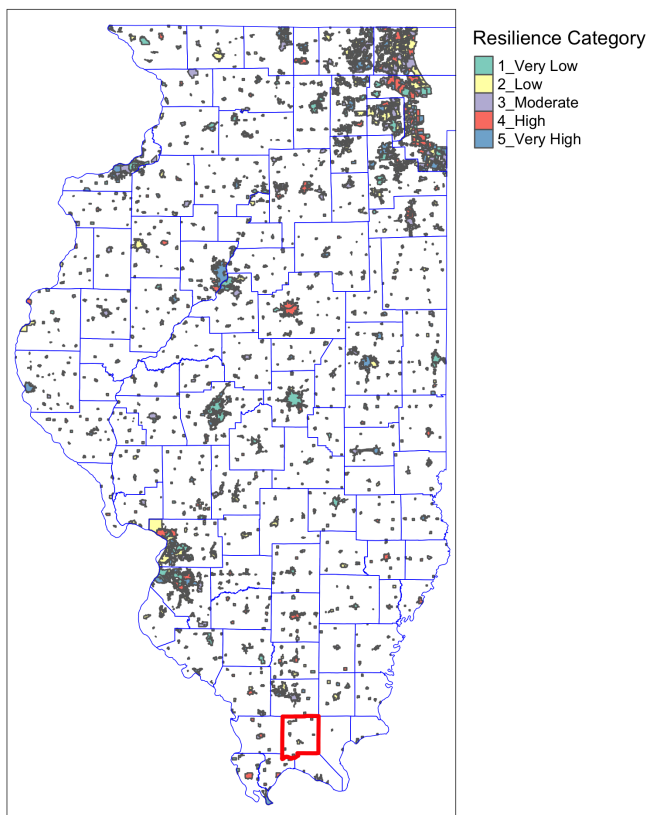 Resilience Category
1_Very Low
2_Low
3_Moderate
4_High
5_Very High